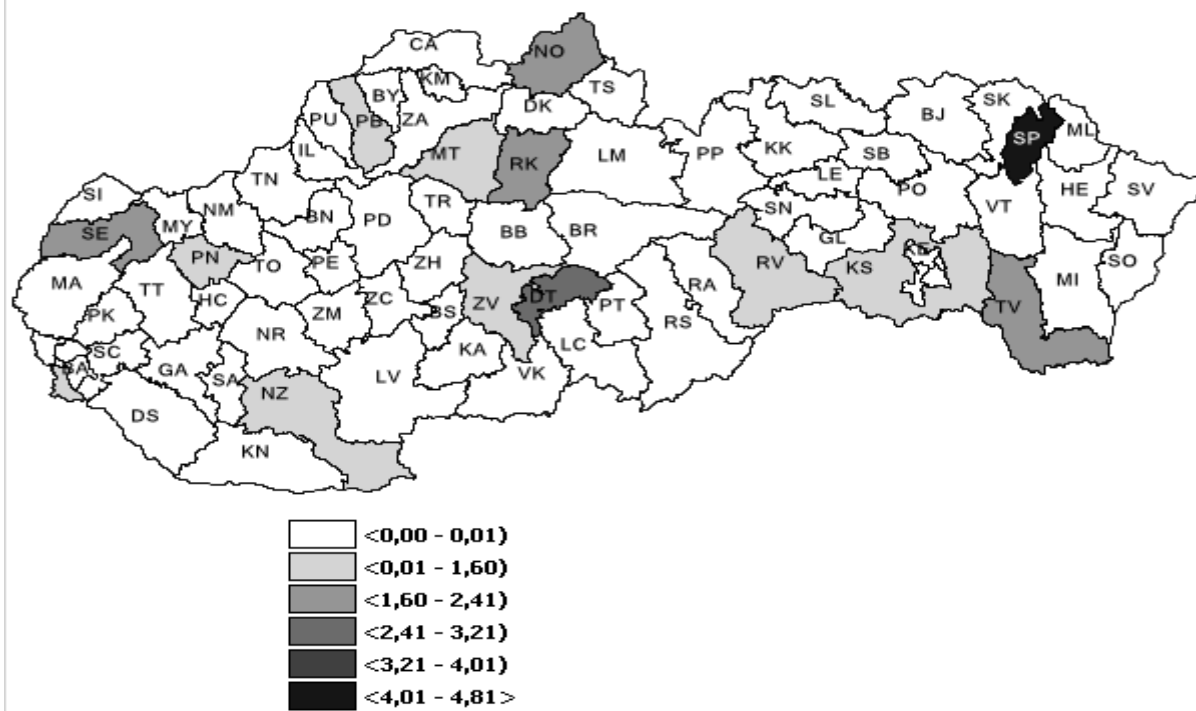 CA
NO
KM
TS
BY
DK
PU
PB
ZA
SL
BJ
SK
SP
ML
IL
MT
RK
LM
PP
KK
SB
LE
PO
HE
SV
VT
TN
SI
MY
NM
BN
PD
TR
BB
BR
SN
GL
SE
PN
TO
PE
ZH
RV
KS
KE
MI
SO
MA
TT
HC
ZM
ZC
BS
ZV
DT
PT
RA
RS
TV
PK
NR
KA
LC
SC
BA
GA
SA
NZ
LV
VK
DS
KN
<0,00 - 0,01)
<0,01 - 1,60)
<1,60 - 2,41)
<2,41 - 3,21)
<3,21 - 4,01)
<4,01 - 4,81>